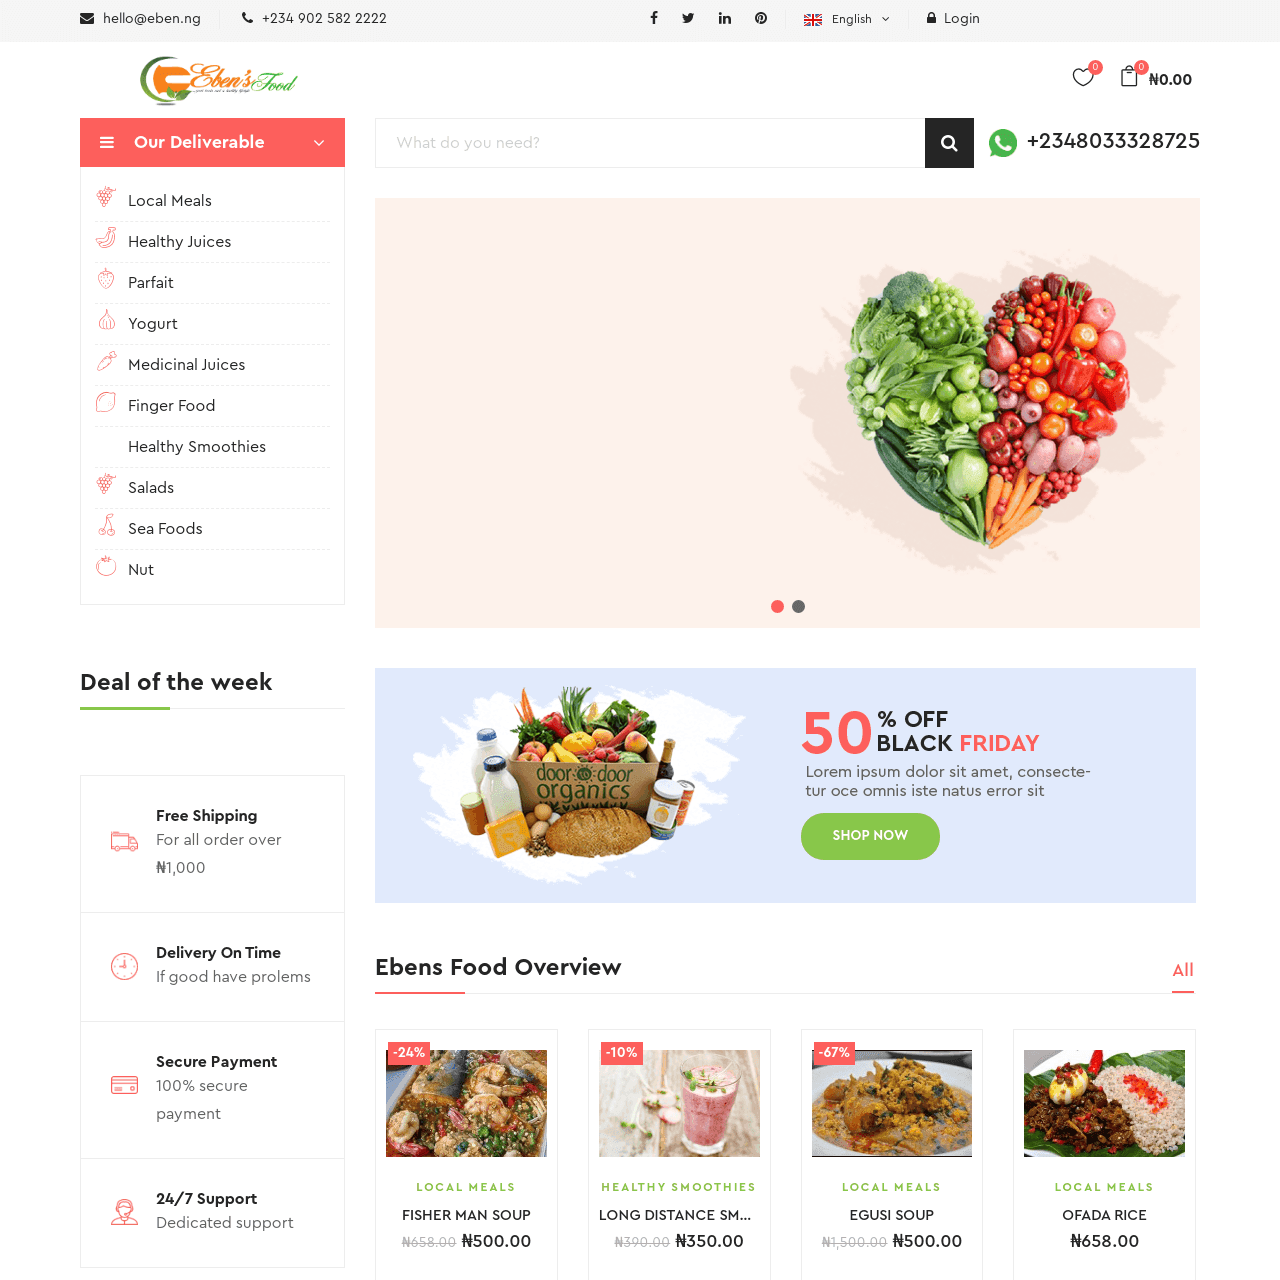 hello@eben.ng
+234 902 582 2222
English
Login
Eben's Food
0
0
₦0.00
Our Deliverable
What do you need?
+2348033328725
Local Meals
Healthy Juices
Parfait
Yogurt
Medicinal Juices
Finger Food
Healthy Smoothies
Salads
Sea Foods
Nut
Deal of the week
Free Shipping
For all order over
₦1,000
Delivery On Time
If good have prolems
Secure Payment
100% secure
payment
24/7 Support
Dedicated support
door to door
organics
50% OFF
BLACK FRIDAY
Lorem ipsum dolor sit amet, consecte-
tur oce omnis iste natus error sit
SHOP NOW
Ebens Food Overview
All
-24%
LOCAL MEALS
FISHER MAN SOUP
₦658.00 ₦500.00
-10%
HEALTHY SMOOTHIES
LONG DISTANCE SM...
₦390.00 ₦350.00
-67%
LOCAL MEALS
EGUSI SOUP
₦1,500.00 ₦500.00
LOCAL MEALS
OFADA RICE
₦658.00